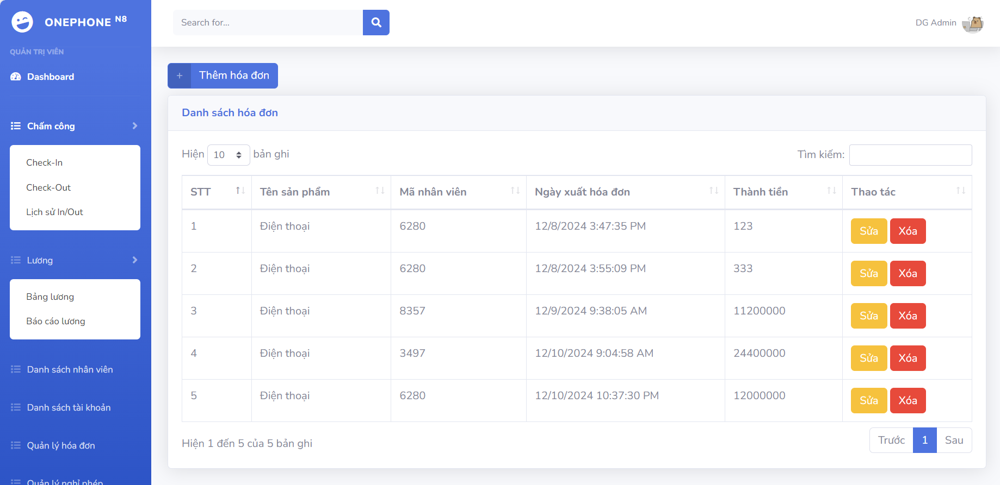 ONEPHONE N8
QUẢN TRỊ VIÊN
Dashboard
Chấm công
Check-In
Check-Out
Lịch sử In/Out
Lương
Bảng lương
Báo cáo lương
Danh sách nhân viên
Danh sách tài khoản
Quản lý hóa đơn
Quản lý nghỉ phép
Search for...
DG Admin
+ Thêm hóa đơn
Danh sách hóa đơn
Hiện 10 bản ghi
Tìm kiếm:
STT Tên sản phẩm Mã nhân viên Ngày xuất hóa đơn Thành tiền Thao tác
1 Điện thoại 6280 12/8/2024 3:47:35 PM 123 Sửa Xóa
2 Điện thoại 6280 12/8/2024 3:55:09 PM 333 Sửa Xóa
3 Điện thoại 8357 12/9/2024 9:38:05 AM 11200000 Sửa Xóa
4 Điện thoại 3497 12/10/2024 9:04:58 AM 24400000 Sửa Xóa
5 Điện thoại 6280 12/10/2024 10:37:30 PM 12000000 Sửa Xóa
Hiện 1 đến 5 của 5 bản ghi
Trước 1 Sau